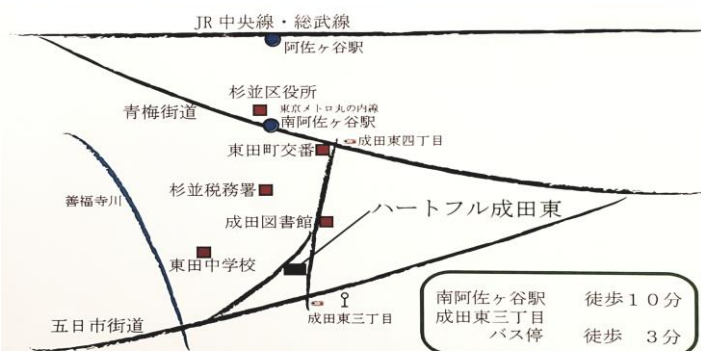 JR 中央線・総武線
阿佐ヶ谷駅
杉並区役所
青梅街道
東京メトロ丸の内線
南阿佐ヶ谷駅
成田東四丁目
東田町交番
杉並税務署
善福寺川
成田図書館
ハートフル成田東
東田中学校
成田東三丁目
五日市街道
南阿佐ヶ谷駅 徒歩10分
成田東三丁目
バス停 徒歩 3分